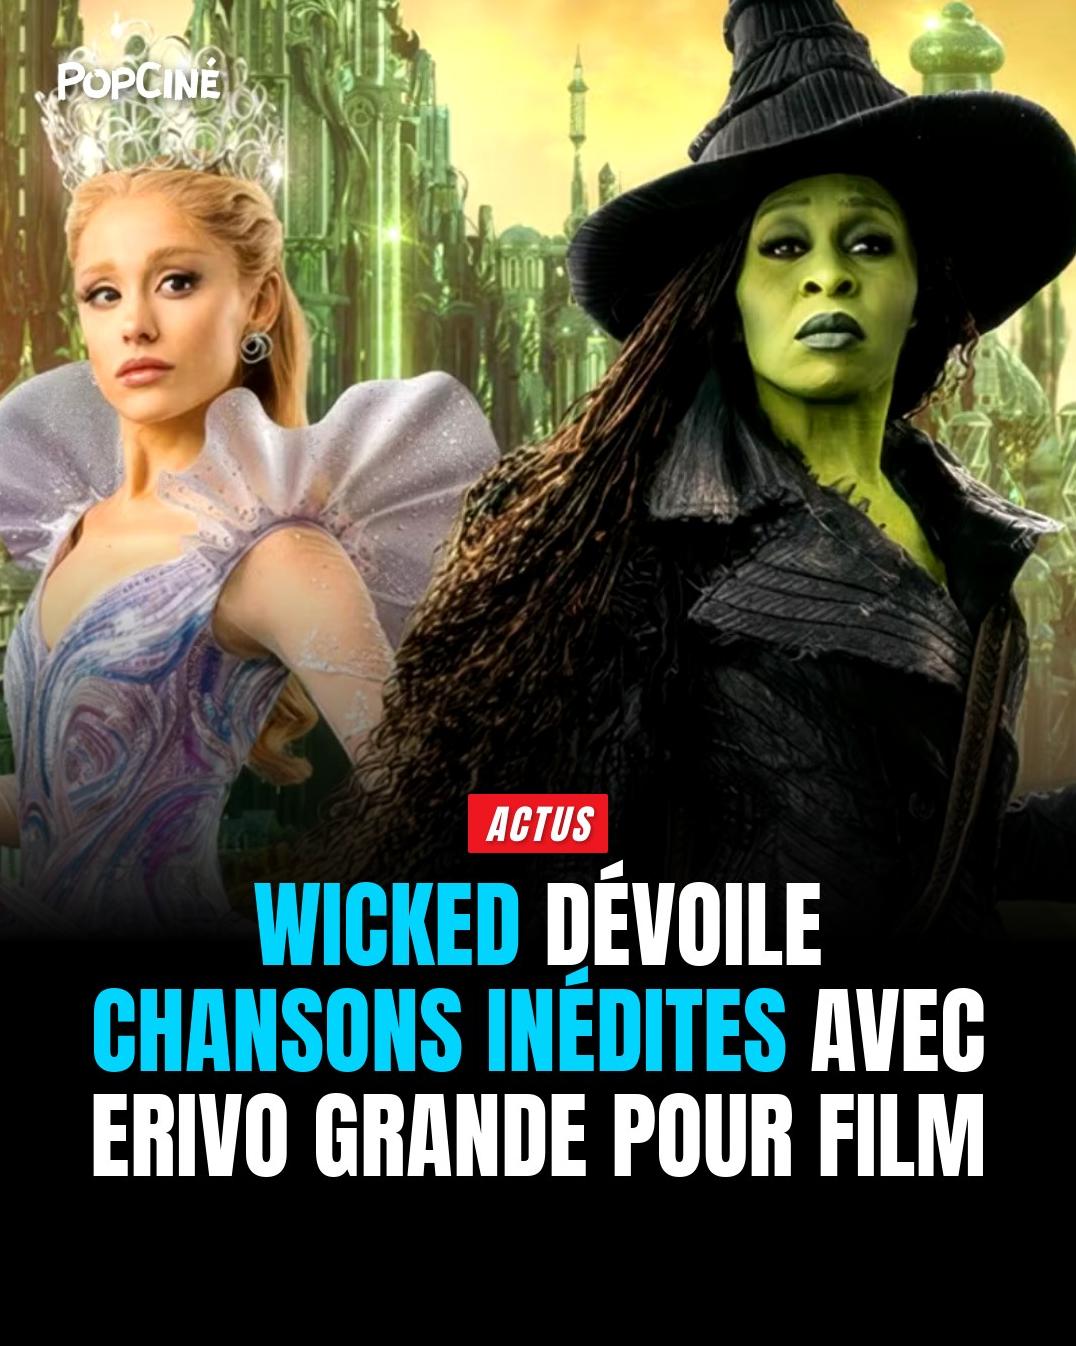 POPCINÉ
ACTUS
WICKED DÉVOILE
CHANSONS INÉDITES AVEC
ERIVO GRANDE POUR FILM